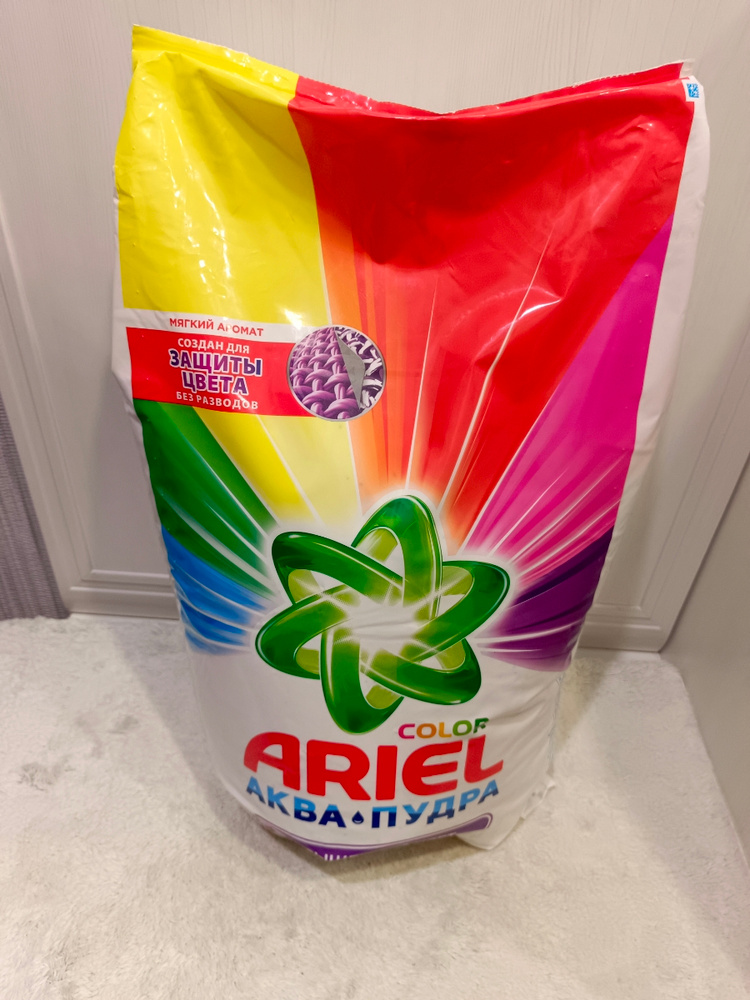 МЯГКИЙ АРОМАТ
СОЗДАН ДЛЯ
ЗАЩИТЫ
ЦВЕТА
БЕЗ РАЗВОДОВ
COLOR
ARIEL
АКВА ПУДРА